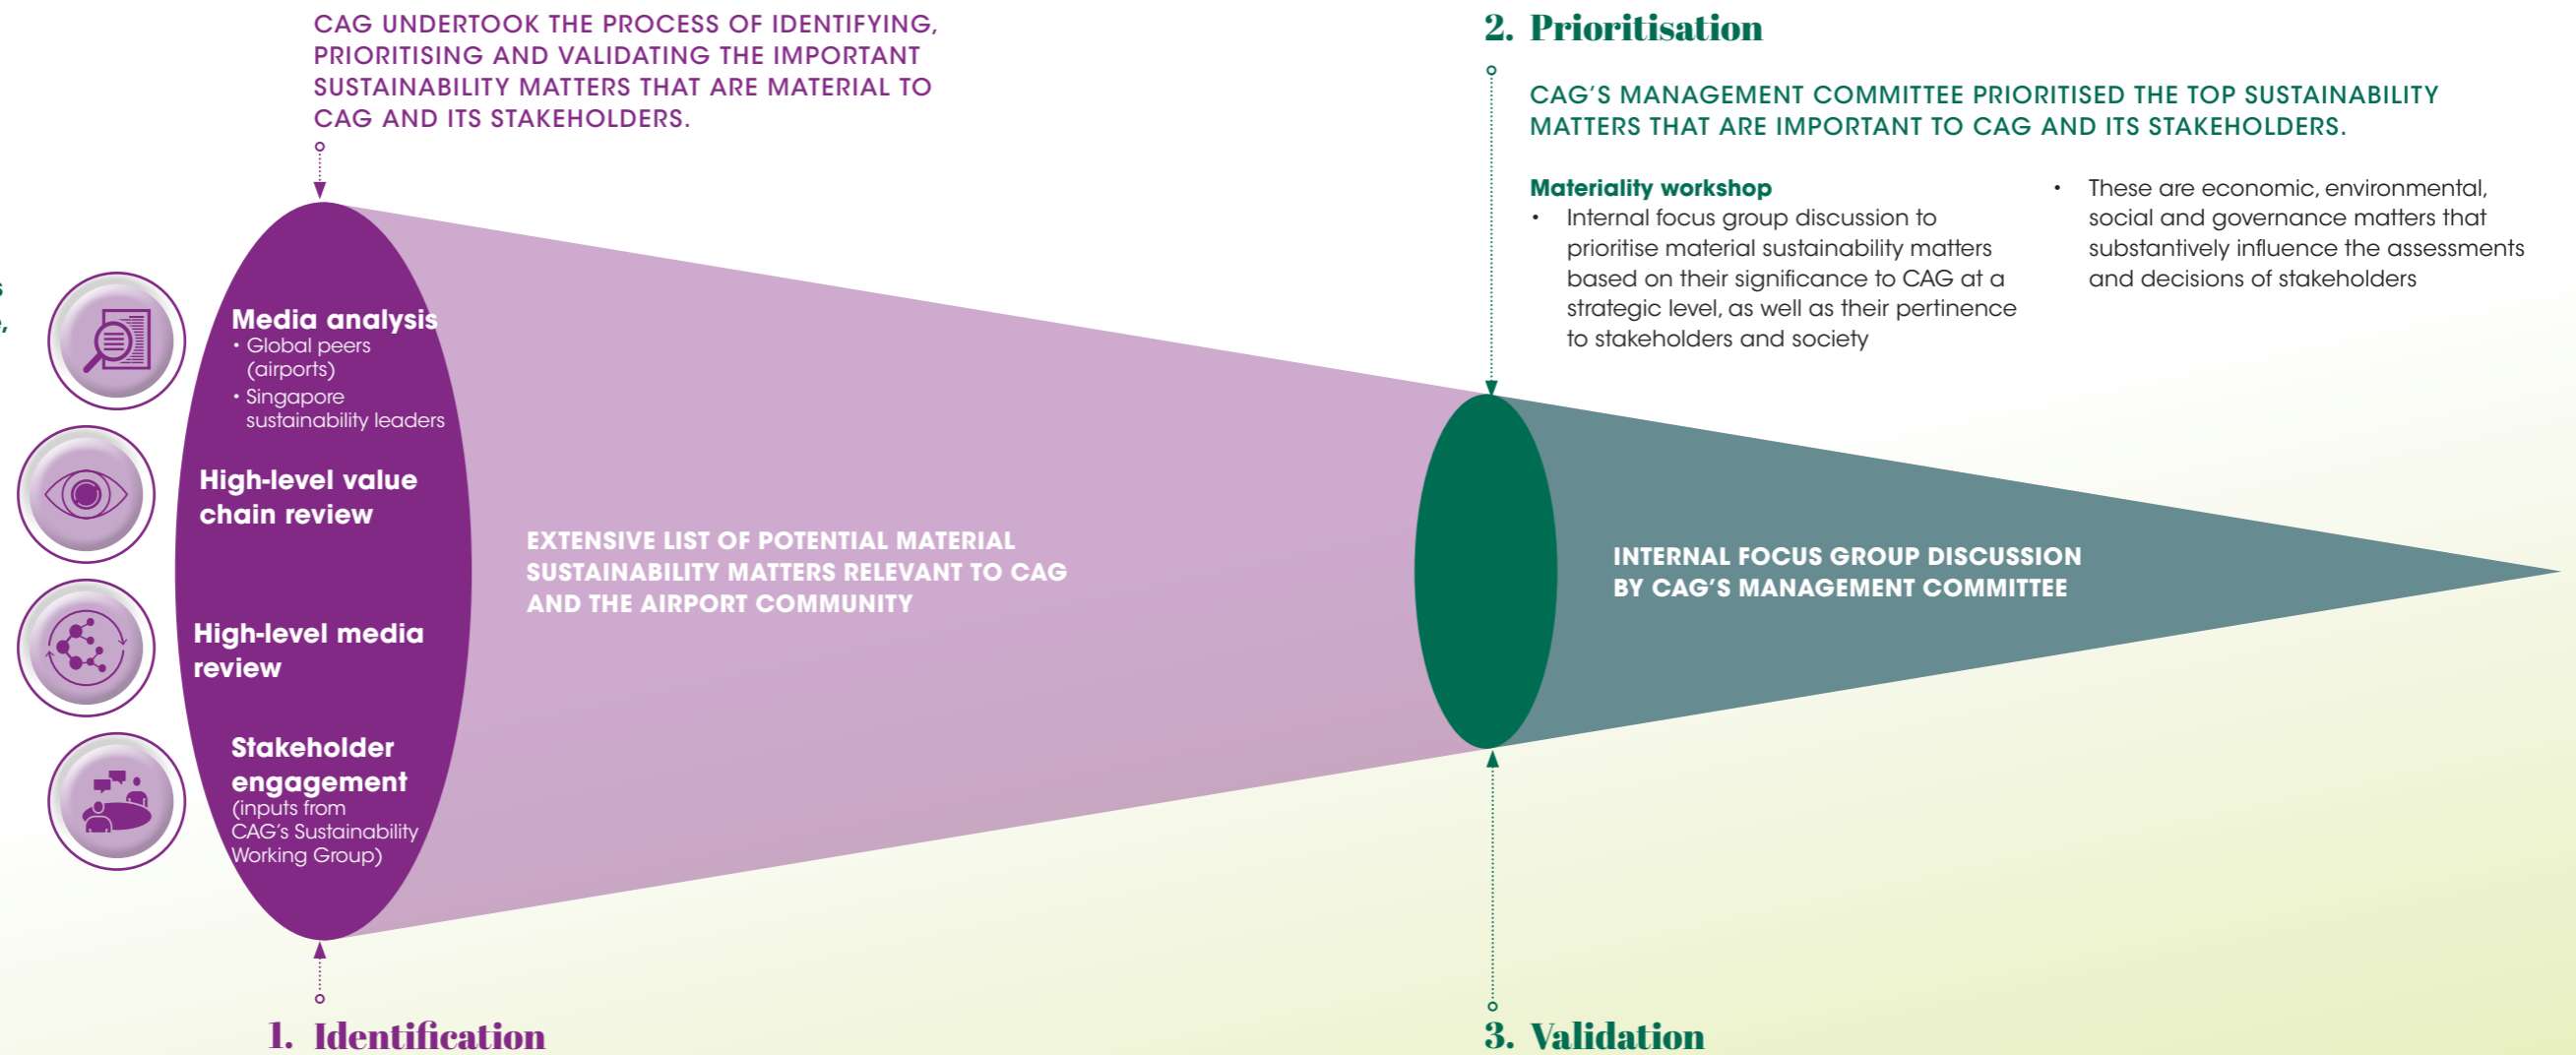 CAG UNDERTOOK THE PROCESS OF IDENTIFYING,
PRIORITISING AND VALIDATING THE IMPORTANT
SUSTAINABILITY MATTERS THAT ARE MATERIAL TO
CAG AND ITS STAKEHOLDERS.
Media analysis
• Global peers
(airports)
• Singapore
sustainability leaders
High-level value
chain review
High-level media
review
Stakeholder
engagement
(inputs from
CAG's Sustainability
Working Group)
1. Identification
EXTENSIVE LIST OF POTENTIAL MATERIAL
SUSTAINABILITY MATTERS RELEVANT TO CAG
AND THE AIRPORT COMMUNITY
2. Prioritisation
CAG'S MANAGEMENT COMMITTEE PRIORITISED THE TOP SUSTAINABILITY
MATTERS THAT ARE IMPORTANT TO CAG AND ITS STAKEHOLDERS.
Materiality workshop
• Internal focus group discussion to
prioritise material sustainability matters
based on their significance to CAG at a
strategic level, as well as their pertinence
to stakeholders and society
• These are economic, environmental,
social and governance matters that
substantively influence the assessments
and decisions of stakeholders
INTERNAL FOCUS GROUP DISCUSSION
BY CAG'S MANAGEMENT COMMITTEE
3. Validation